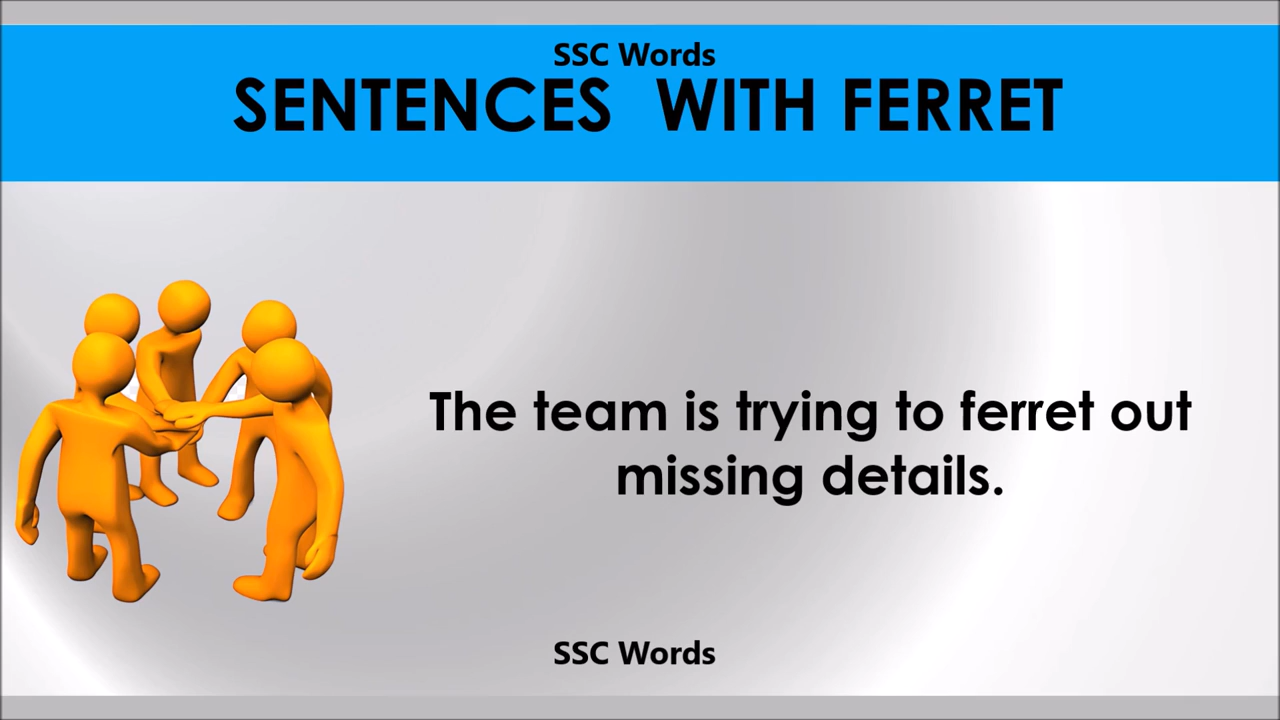 SSC Words
SENTENCES WITH FERRET
The team is trying to ferret out
missing details.
SSC Words